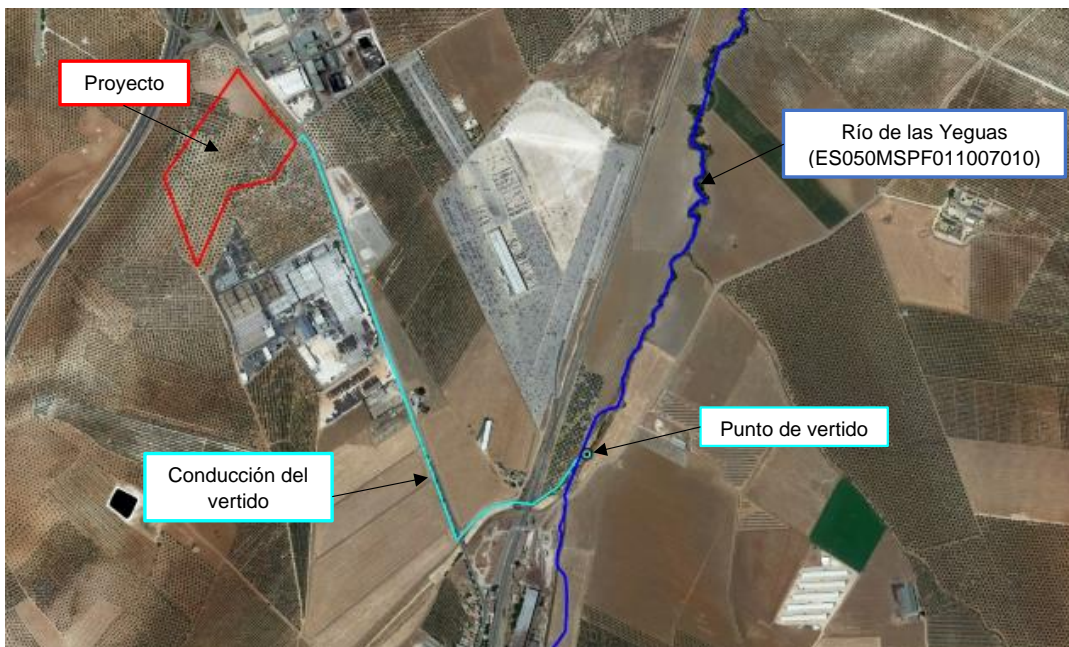 Proyecto
Río de las Yeguas
(ES050MSPF011007010)
Punto de vertido
Conducción del
vertido